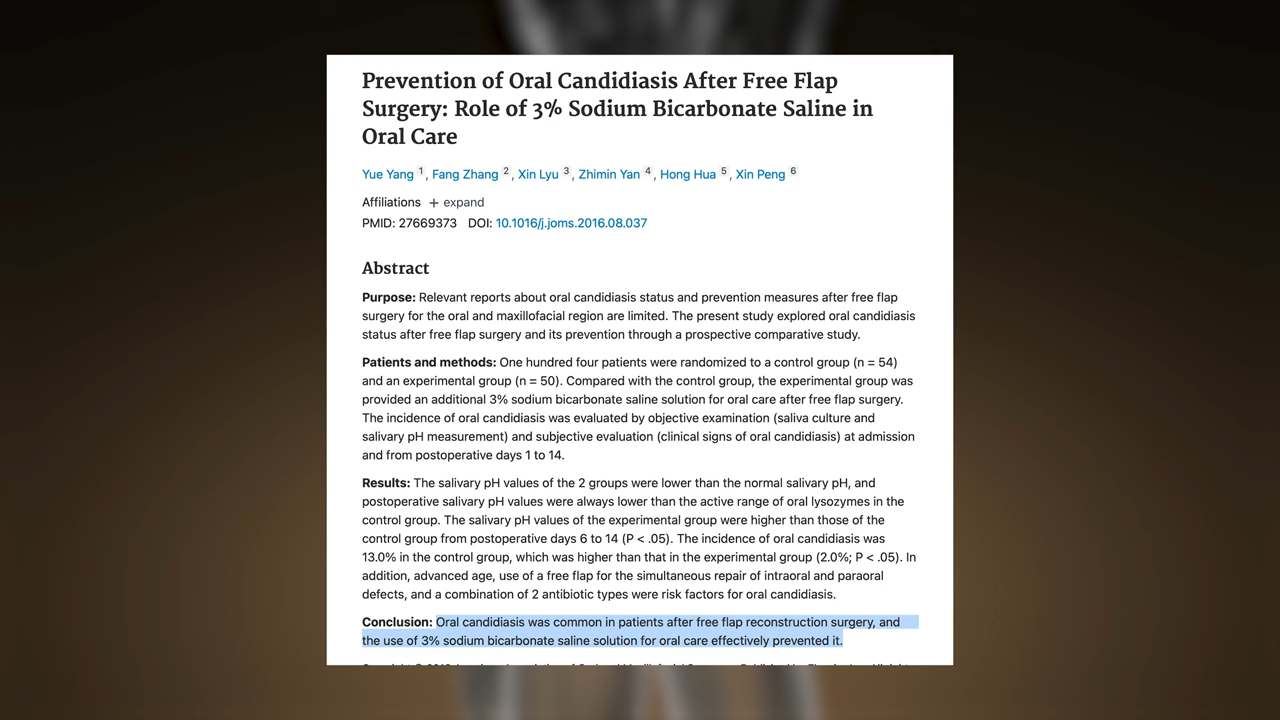 Prevention of Oral Candidiasis After Free Flap
Surgery: Role of 3% Sodium Bicarbonate Saline in
Oral Care
Yue Yang 1, Fang Zhang 2, Xin Lyu 3, Zhimin Yan 4, Hong Hua 5, Xin Peng 6
Affiliations + expand
PMID: 27669373 DOI: 10.1016/j.joms.2016.08.037
Abstract
Purpose: Relevant reports about oral candidiasis status and prevention measures after free flap
surgery for the oral and maxillofacial region are limited. The present study explored oral candidiasis
status after free flap surgery and its prevention through a prospective comparative study.
Patients and methods: One hundred four patients were randomized to a control group (n = 54)
and an experimental group (n = 50). Compared with the control group, the experimental group was
provided an additional 3% sodium bicarbonate saline solution for oral care after free flap surgery.
The incidence of oral candidiasis was evaluated by objective examination (saliva culture and
salivary pH measurement) and subjective evaluation (clinical signs of oral candidiasis) at admission
and from postoperative days 1 to 14.
Results: The salivary pH values of the 2 groups were lower than the normal salivary pH, and
postoperative salivary pH values were always lower than the active range of oral lysozymes in the
control group. The salivary pH values of the experimental group were higher than those of the
control group from postoperative days 6 to 14 (P < .05). The incidence of oral candidiasis was
13.0% in the control group, which was higher than that in the experimental group (2.0%; P < .05). In
addition, advanced age, use of a free flap for the simultaneous repair of intraoral and paraoral
defects, and a combination of 2 antibiotic types were risk factors for oral candidiasis.
Conclusion: Oral candidiasis was common in patients after free flap reconstruction surgery, and
the use of 3% sodium bicarbonate saline solution for oral care effectively prevented it.